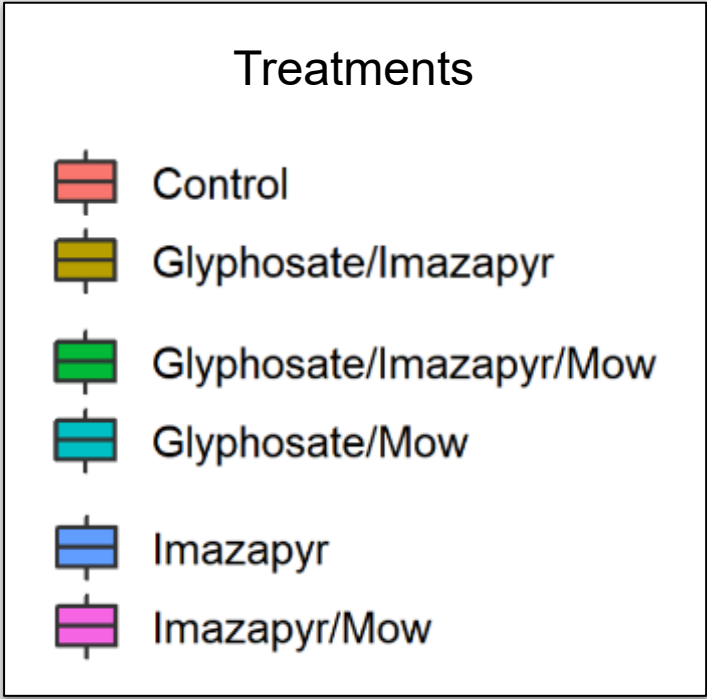 Treatments
Control
Glyphosate/Imazapyr
Glyphosate/Imazapyr/Mow
Glyphosate/Mow
Imazapyr
Imazapyr/Mow